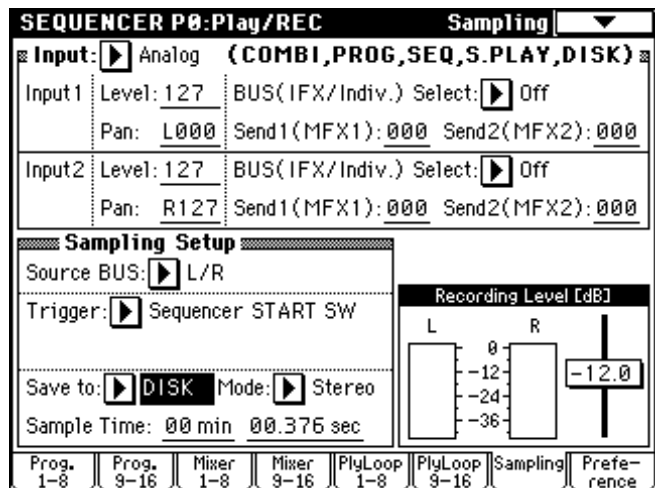 SEQUENCER P0:Play/REC Sampling
Input: Analog (COMBI,PROG,SEQ,S.PLAY,DISK)
Input1 Level:127 BUS(IFX/Indiv.) Select: Off
Pan: L000 Send1(MFX1):000 Send2(MFX2):000
Input2 Level:127 BUS(IFX/Indiv.) Select: Off
Pan: R127 Send1(MFX1):000 Send2(MFX2):000
Sampling Setup
Source BUS: L/R
Trigger: Sequencer START SW
Save to: DISK Mode: Stereo
Sample Time: 00 min 00.376 sec
Recording Level [dB]
L R
0
-12
-24
-36
-12.0
Prog. 1-8
Prog. 9-16
Mixer 1-8
Mixer 9-16
PlyLoop 1-8
PlyLoop 9-16
Sampling
Prefe-
rence